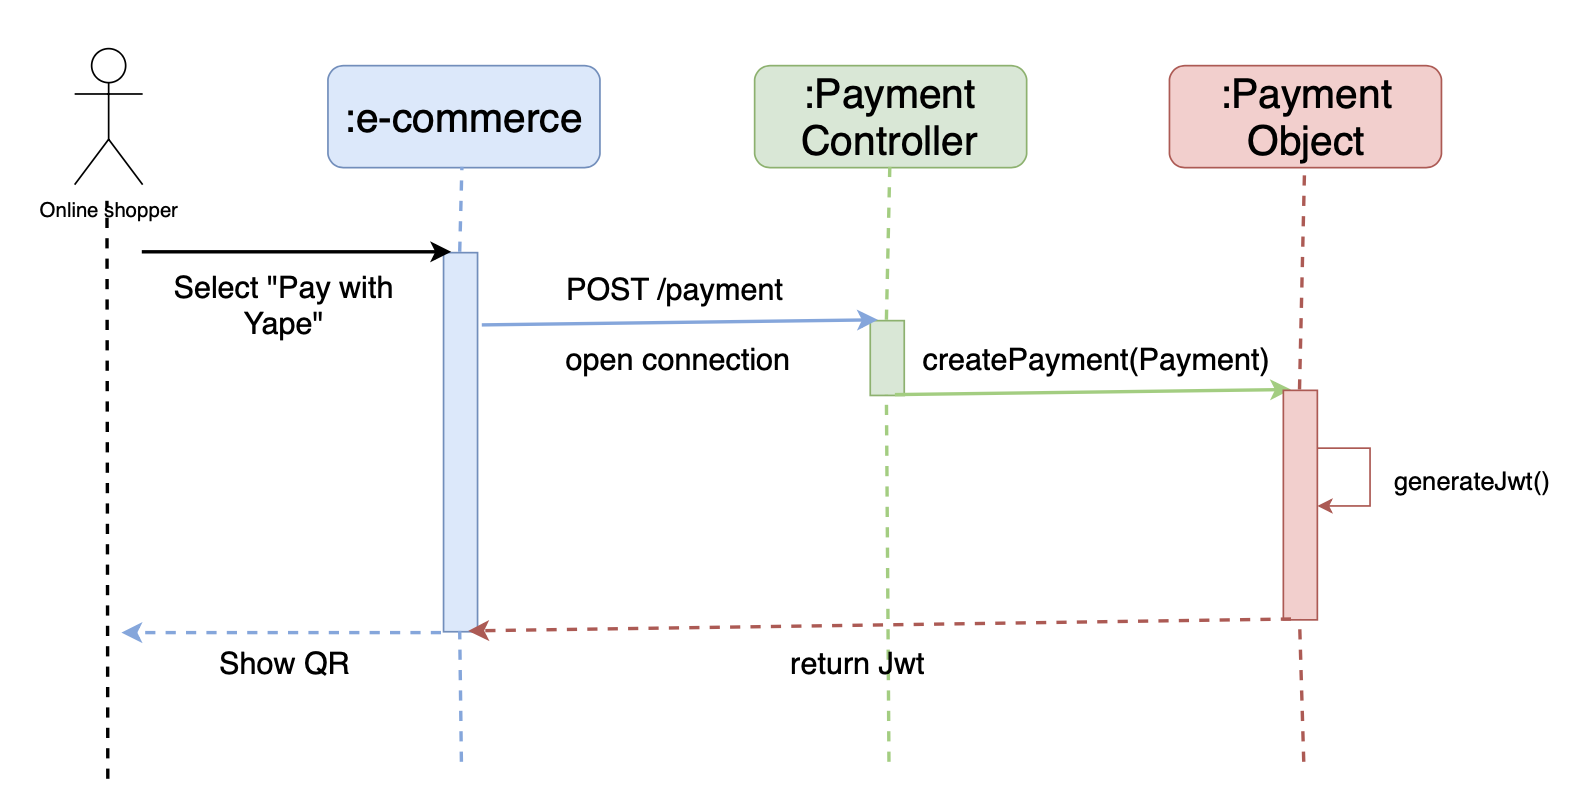 Online shopper
:e-commerce
:Payment
Controller
:Payment
Object
Select "Pay with
Yape"
POST /payment
open connection
createPayment(Payment)
generateJwt()
Show QR
return Jwt